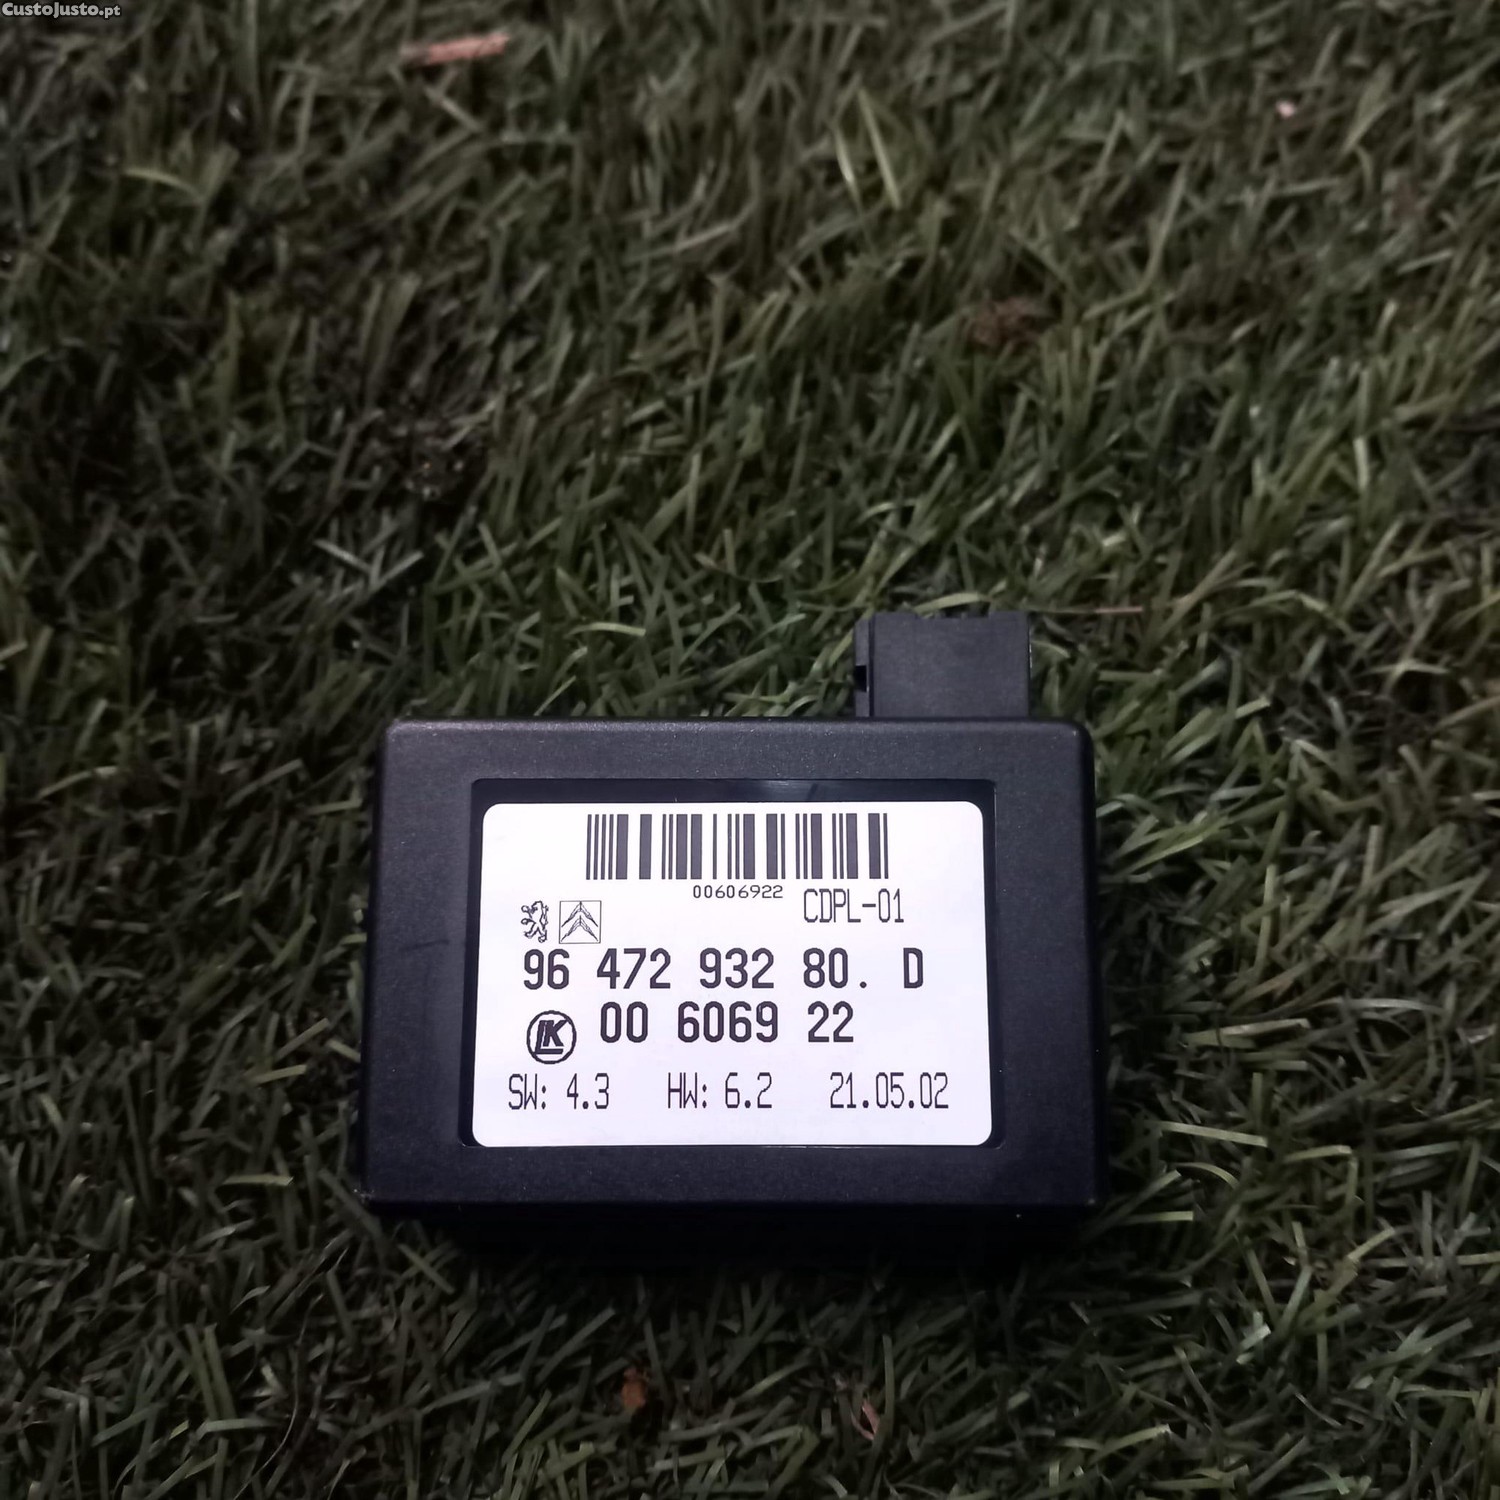 CustoJusto.pt
00606922
CDPL-01
96 472 932 80. D
LK 00 6069 22
SW: 4.3 HW: 6.2 21.05.02